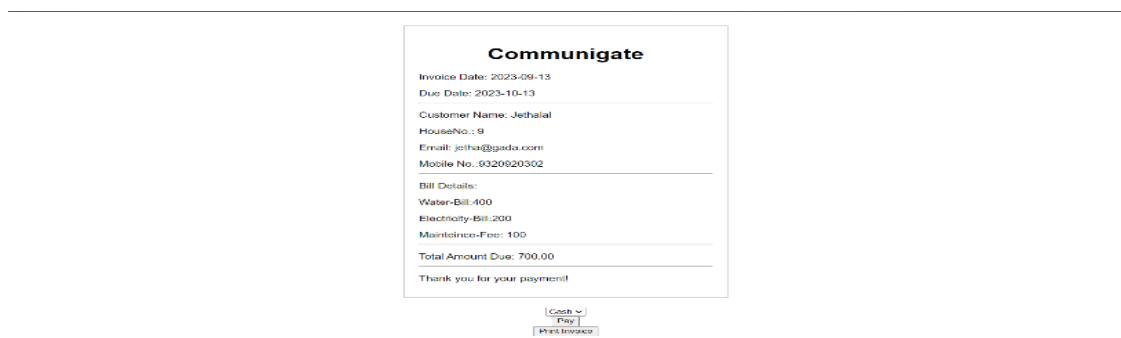 Communigate
Invoice Date: 2023-09-13
Due Date: 2023-10-13
Customer Name: Jethalal
HouseNo.: 9
Email: jetha@gada.com
Mobile No.:9320920302
Bill Details:
Water-Bill:400
Electricity-Bill:200
Mainteince-Fee: 100
Total Amount Due: 700.00
Thank you for your payment!
Cash
Pay
Print Invoice